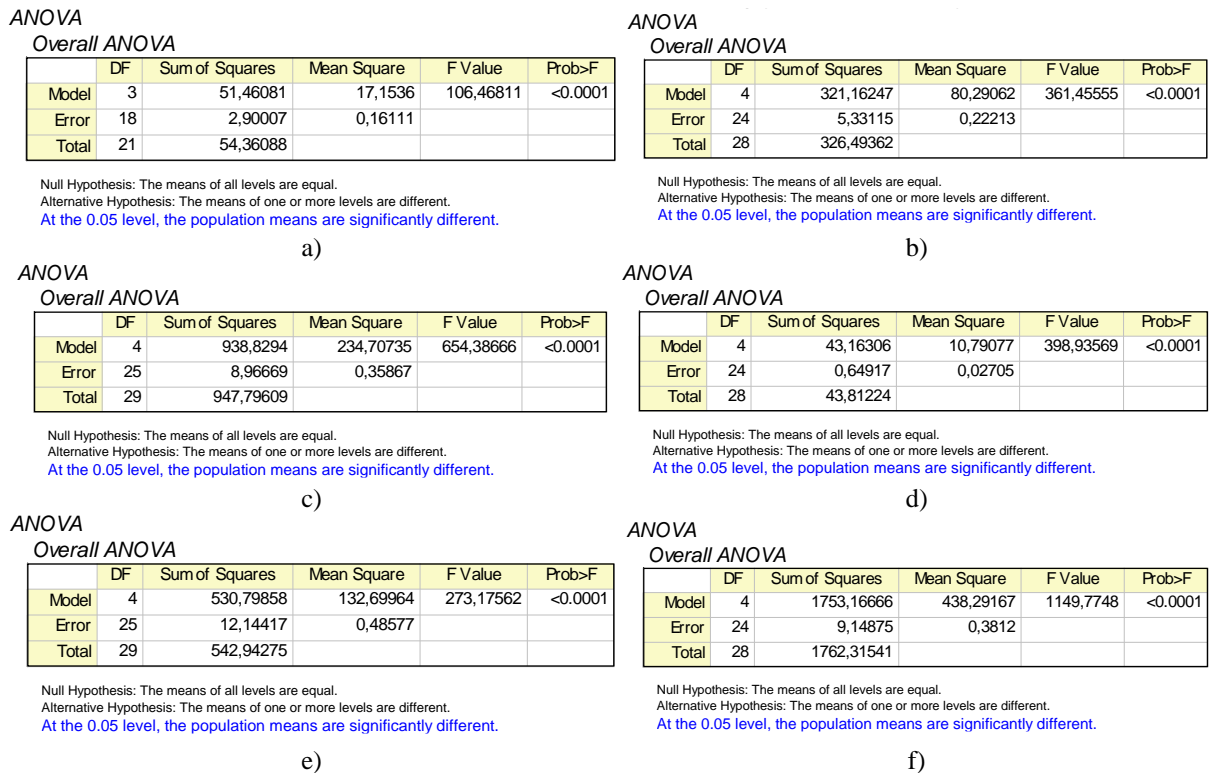 ANOVA
Overall ANOVA
DF Sum of Squares Mean Square F Value Prob>F
Model 3 51,46081 17,1536 106,46811 <0.0001
Error 18 2,90007 0,16111
Total 21 54,36088
Null Hypothesis: The means of all levels are equal.
Alternative Hypothesis: The means of one or more levels are different.
At the 0.05 level, the population means are significantly different.
a)
ANOVA
Overall ANOVA
DF Sum of Squares Mean Square F Value Prob>F
Model 4 321,16247 80,29062 361,45555 <0.0001
Error 24 5,33115 0,22213
Total 28 326,49362
Null Hypothesis: The means of all levels are equal.
Alternative Hypothesis: The means of one or more levels are different.
At the 0.05 level, the population means are significantly different.
b)
ANOVA
Overall ANOVA
DF Sum of Squares Mean Square F Value Prob>F
Model 4 938,8294 234,70735 654,38666 <0.0001
Error 25 8,96669 0,35867
Total 29 947,79609
Null Hypothesis: The means of all levels are equal.
Alternative Hypothesis: The means of one or more levels are different.
At the 0.05 level, the population means are significantly different.
c)
ANOVA
Overall ANOVA
DF Sum of Squares Mean Square F Value Prob>F
Model 4 43,16306 10,79077 398,93569 <0.0001
Error 24 0,64917 0,02705
Total 28 43,81224
Null Hypothesis: The means of all levels are equal.
Alternative Hypothesis: The means of one or more levels are different.
At the 0.05 level, the population means are significantly different.
d)
ANOVA
Overall ANOVA
DF Sum of Squares Mean Square F Value Prob>F
Model 4 530,79858 132,69964 273,17562 <0.0001
Error 25 12,14417 0,48577
Total 29 542,94275
Null Hypothesis: The means of all levels are equal.
Alternative Hypothesis: The means of one or more levels are different.
At the 0.05 level, the population means are significantly different.
e)
ANOVA
Overall ANOVA
DF Sum of Squares Mean Square F Value Prob>F
Model 4 1753,16666 438,29167 1149,7748 <0.0001
Error 24 9,14875 0,3812
Total 28 1762,31541
Null Hypothesis: The means of all levels are equal.
Alternative Hypothesis: The means of one or more levels are different.
At the 0.05 level, the population means are significantly different.
f)